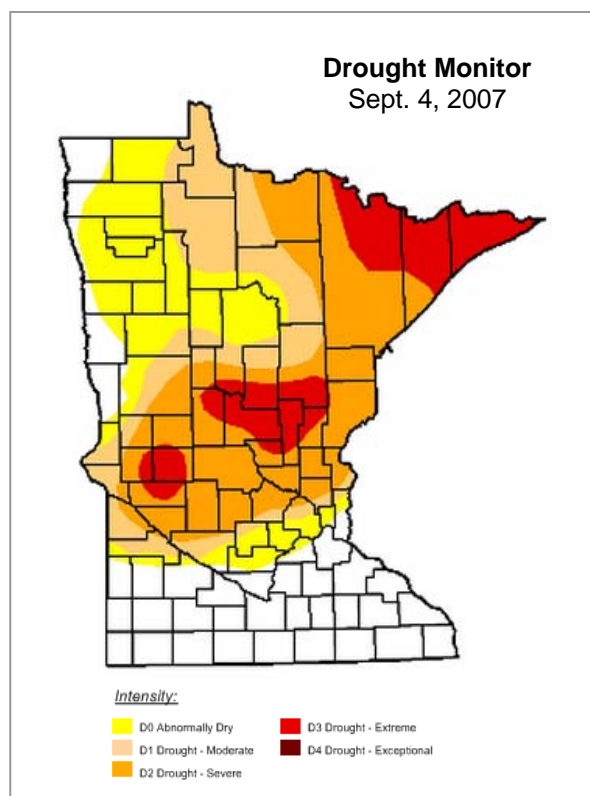 Drought Monitor
Sept. 4, 2007
Intensity:
D0 Abnormally Dry
D1 Drought - Moderate
D2 Drought - Severe
D3 Drought - Extreme
D4 Drought - Exceptional